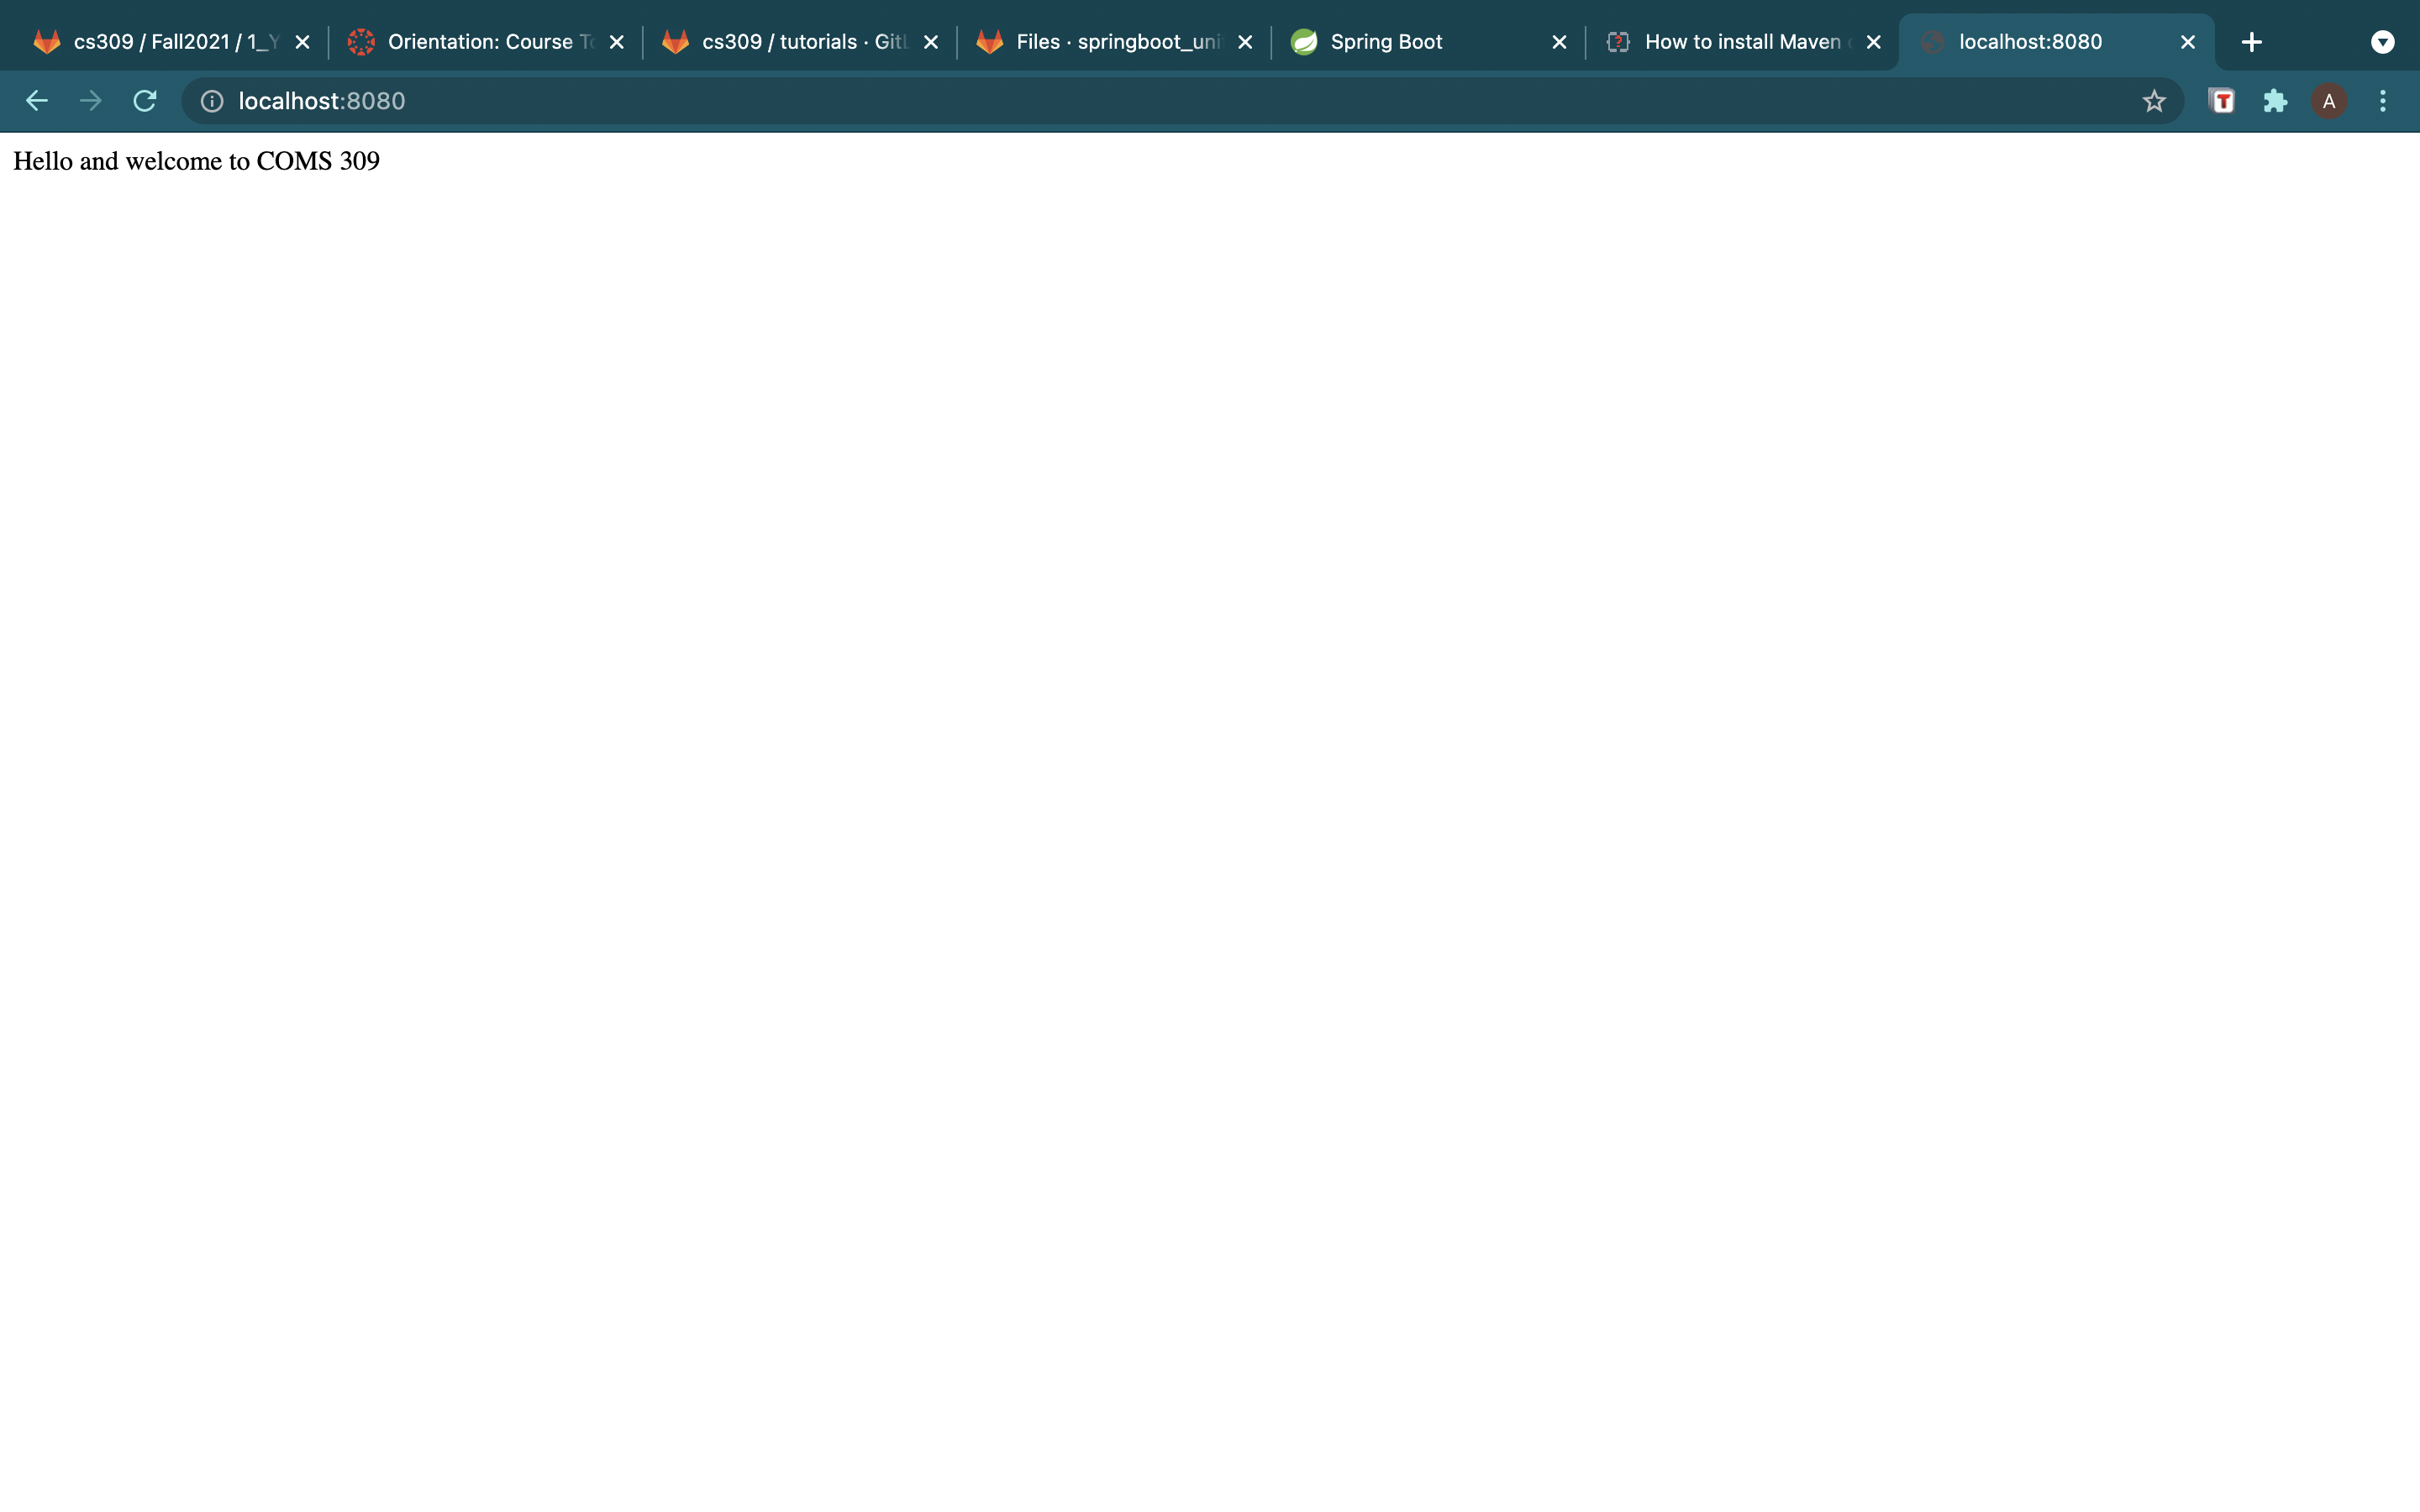 cs309 / Fall2021 / 1_Y
Orientation: Course To
cs309 / tutorials · Git
Files · springboot_uni
Spring Boot
How to install Maven
localhost:8080
localhost:8080
T
A
Hello and welcome to COMS 309